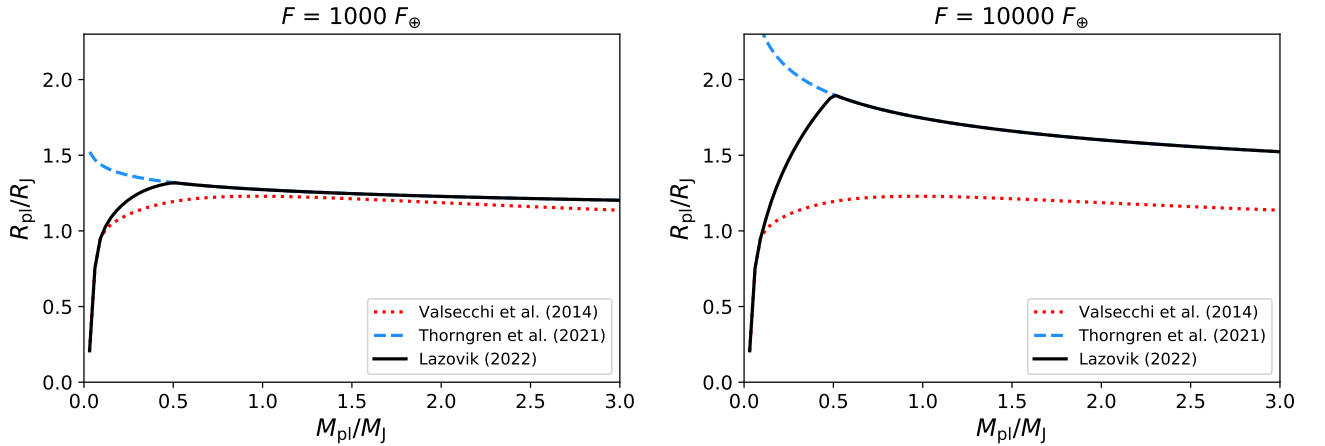 F = 1000 F⊕
R_pl/R_J
2.0
1.5
1.0
0.5
0.0
Valsecchi et al. (2014)
Thorngren et al. (2021)
Lazovik (2022)
0.0 0.5 1.0 1.5 2.0 2.5 3.0
M_pl/M_J
F = 10000 F⊕
R_pl/R_J
2.0
1.5
1.0
0.5
0.0
Valsecchi et al. (2014)
Thorngren et al. (2021)
Lazovik (2022)
0.0 0.5 1.0 1.5 2.0 2.5 3.0
M_pl/M_J